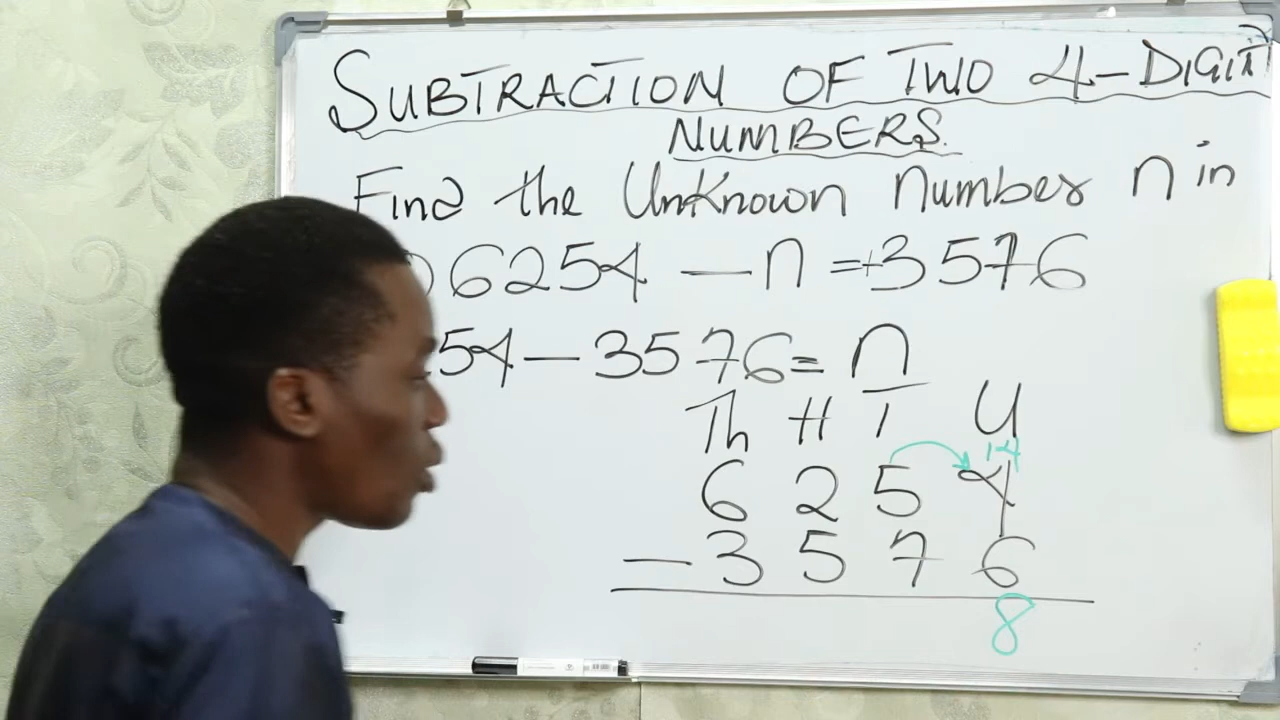 SUBTRACTION OF TWO 4-DIGIT
NUMBERS.
Find the Unknown Number n in
) 6254 — n = +3576
54 — 3576 = n
Th H T U
14
6 2 5 4
— 3 5 7 6
8